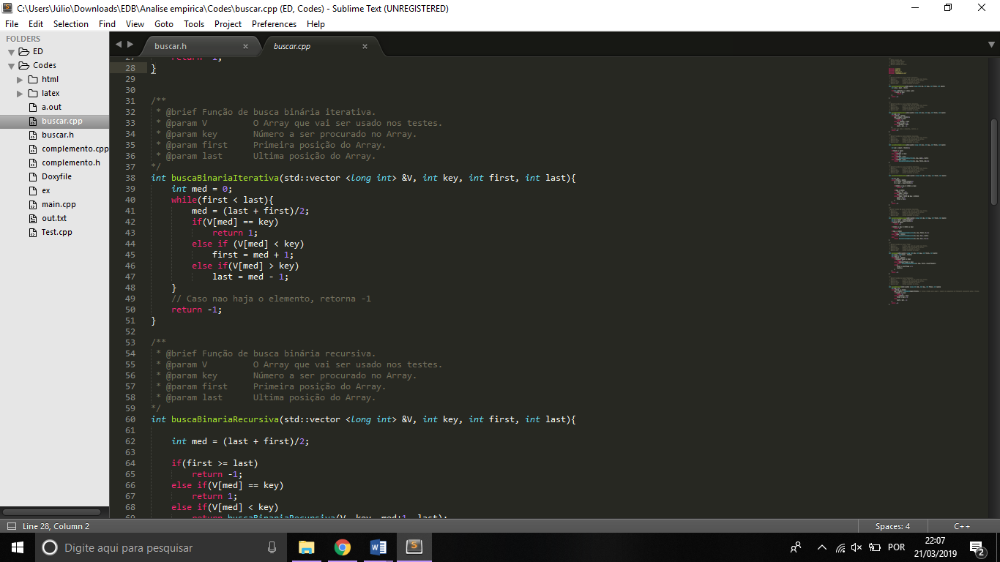 C:\Users\Júlio\Downloads\EDB\Analise empirica\Codes\buscar.cpp (ED, Codes) - Sublime Text (UNREGISTERED)
File Edit Selection Find View Goto Tools Project Preferences Help
FOLDERS
ED
Codes
html
latex
a.out
buscar.cpp
buscar.h
complemento.cpp
complemento.h
Doxyfile
ex
main.cpp
out.txt
Test.cpp
buscar.h × buscar.cpp ×
27 return -1;
28 }
29
30
31 /**
32 * @brief Função de busca binária iterativa.
33 * @param V O Array que vai ser usado nos testes.
34 * @param key Número a ser procurado no Array.
35 * @param first Primeira posição do Array.
36 * @param last Ultima posição do Array.
37 */
38 int buscaBinariaIterativa(std::vector <long int> &V, int key, int first, int last){
39 int med = 0;
40 while(first < last){
41 med = (last + first)/2;
42 if(V[med] == key)
43 return 1;
44 else if (V[med] < key)
45 first = med + 1;
46 else if(V[med] > key)
47 last = med - 1;
48 }
49 // Caso nao haja o elemento, retorna -1
50 return -1;
51 }
52
53 /**
54 * @brief Função de busca binária recursiva.
55 * @param V O Array que vai ser usado nos testes.
56 * @param key Número a ser procurado no Array.
57 * @param first Primeira posição do Array.
58 * @param last Ultima posição do Array.
59 */
60 int buscaBinariaRecursiva(std::vector <long int> &V, int key, int first, int last){
61
62 int med = (last + first)/2;
63
64 if(first >= last)
65 return -1;
66 else if(V[med] == key)
67 return 1;
68 else if(V[med] < key)
69 return buscaBinariaRecursiva(V, key, med+1, last);
Line 28, Column 2 Spaces: 4 C++
Digite aqui para pesquisar
POR
22:07
21/03/2019
2